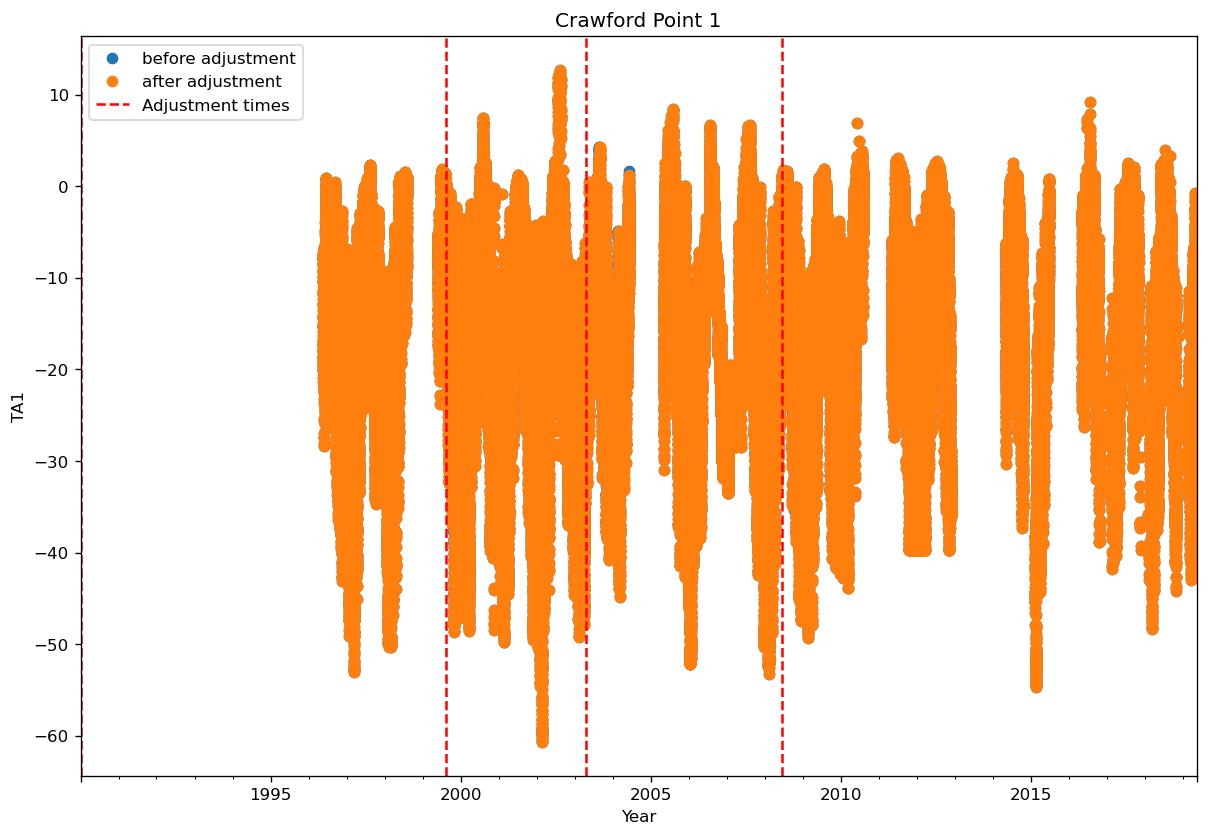 Crawford Point 1
before adjustment
after adjustment
Adjustment times
10
0
−10
−20
−30
−40
−50
−60
TA1
1995
2000
2005
2010
2015
Year